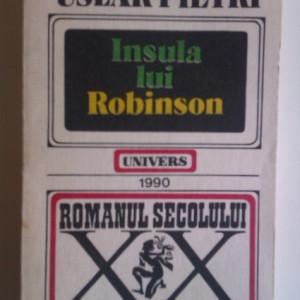 USLAR PIETRI
Insula
lui
Robinson
UNIVERS
1990
ROMANUL SECOLULUI
XX